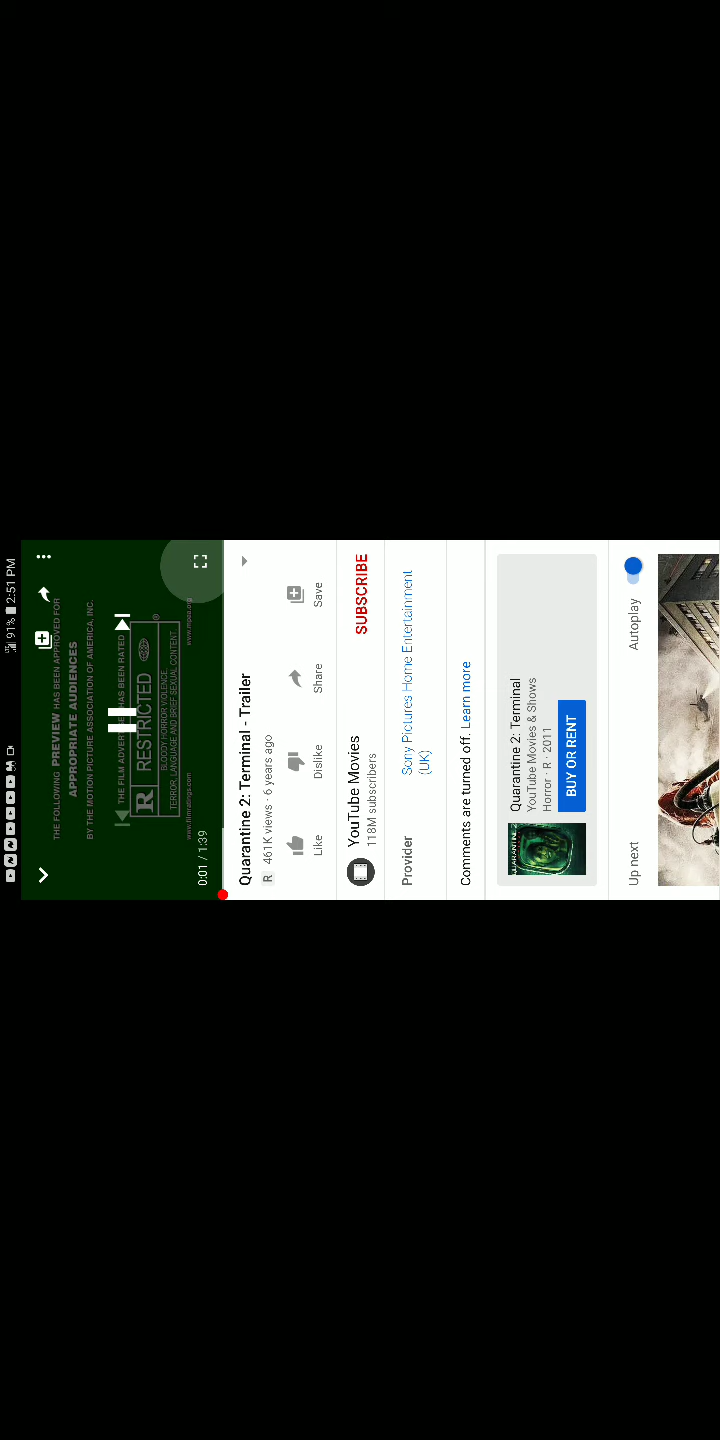 91% 2:51 PM
THE FOLLOWING PREVIEW HAS BEEN APPROVED FOR
APPROPRIATE AUDIENCES
BY THE MOTION PICTURE ASSOCIATION OF AMERICA, INC.
THE FILM ADVERTISED HAS BEEN RATED
R RESTRICTED ®
BLOODY HORROR VIOLENCE,
TERROR, LANGUAGE AND BRIEF SEXUAL CONTENT
www.filmratings.com www.mpaa.org
0:01 / 1:39
Quarantine 2: Terminal - Trailer
R 461K views · 6 years ago
Like Dislike Share Save
YouTube Movies
118M subscribers
SUBSCRIBE
Provider
Sony Pictures Home Entertainment
(UK)
Comments are turned off. Learn more
QUARANTINE 2
Quarantine 2: Terminal
YouTube Movies & Shows
Horror · R · 2011
BUY OR RENT
Up next
Autoplay